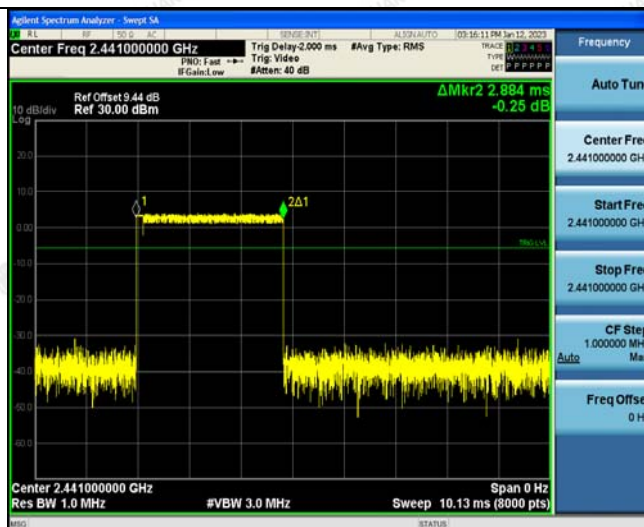 Agilent Spectrum Analyzer - Swept SA
RL RF 50 Ω AC SENSE:INT ALIGN AUTO 03:16:11 PM Jan 12, 2023
Center Freq 2.441000000 GHz
PNO: Fast
IFGain:Low
Trig Delay-2.000 ms
Trig: Video
#Atten: 40 dB
#Avg Type: RMS
TRACE 1 2 3 4 5 6
TYPE
DET P P P P P P
Ref Offset 9.44 dB
Ref 30.00 dBm
10 dB/div
Log
ΔMkr2 2.884 ms
-0.25 dB
20.0
10.0
0.00
-10.0
-20.0
-30.0
-40.0
-50.0
-60.0
1
2Δ1
TRIG LVL
Center 2.441000000 GHz
Span 0 Hz
Res BW 1.0 MHz
#VBW 3.0 MHz
Sweep 10.13 ms (8000 pts)
MSG
STATUS
Frequency
Auto Tun
Center Fre
2.441000000 GH
Start Fre
2.441000000 GH
Stop Fre
2.441000000 GH
CF Step
1.000000 MH
Auto Ma
Freq Offse
0 H